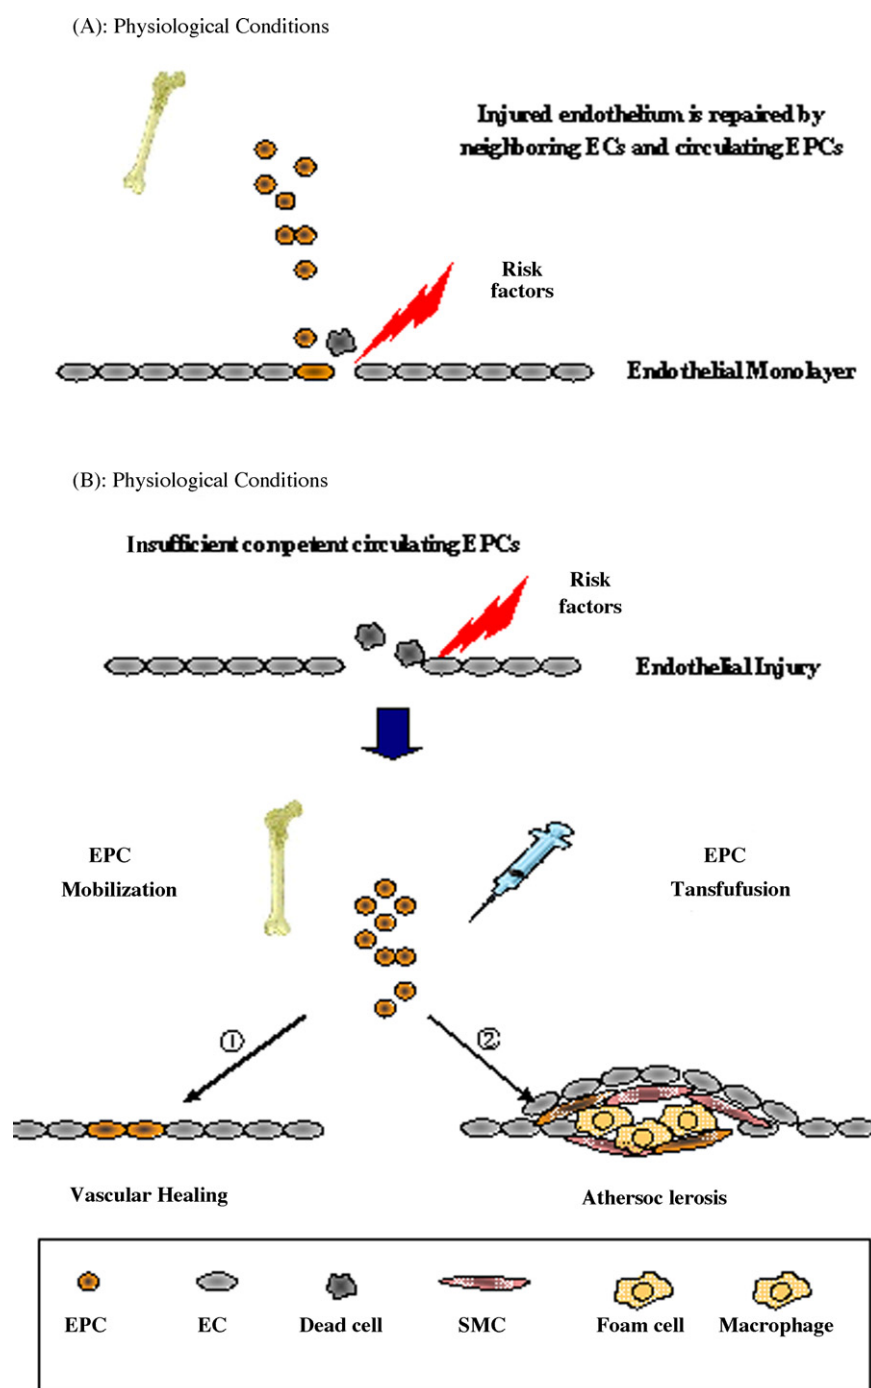 (A): Physiological Conditions
Injured endothelium is repaired by
neighboring ECs and circulating EPCs
Risk
factors
Endothelial Monolayer
(B): Physiological Conditions
Insufficient competent circulating EPCs
Risk
factors
Endothelial Injury
EPC
Mobilization
EPC
Tansfufusion
①
②
Vascular Healing
Athersoc lerosis
EPC
EC
Dead cell
SMC
Foam cell
Macrophage